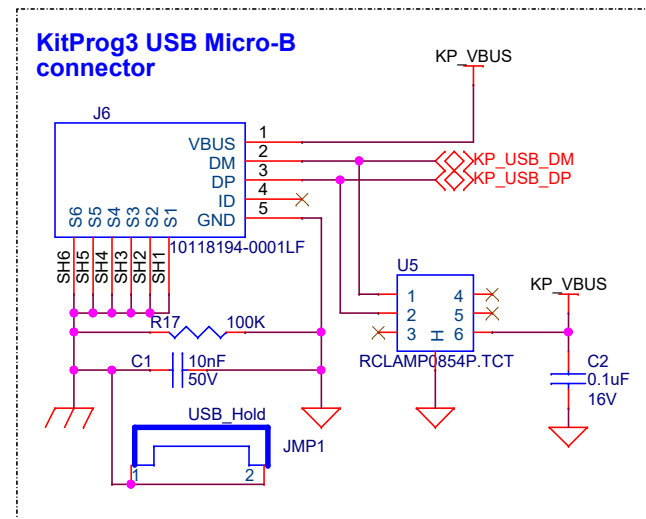 KitProg3 USB Micro-B
connector
KP_VBUS
J6
VBUS 1
DM 2
DP 3
ID 4
GND 5
S6 S5 S4 S3 S2 S1
10118194-0001LF
SH6 SH5 SH4 SH3 SH2 SH1
KP_USB_DM
KP_USB_DP
U5
KP_VBUS
1 4
2 5
3 H 6
RCLAMP0854P.TCT
R17 100K
C1 10nF
50V
C2
0.1uF
16V
USB_Hold
JMP1
1 2